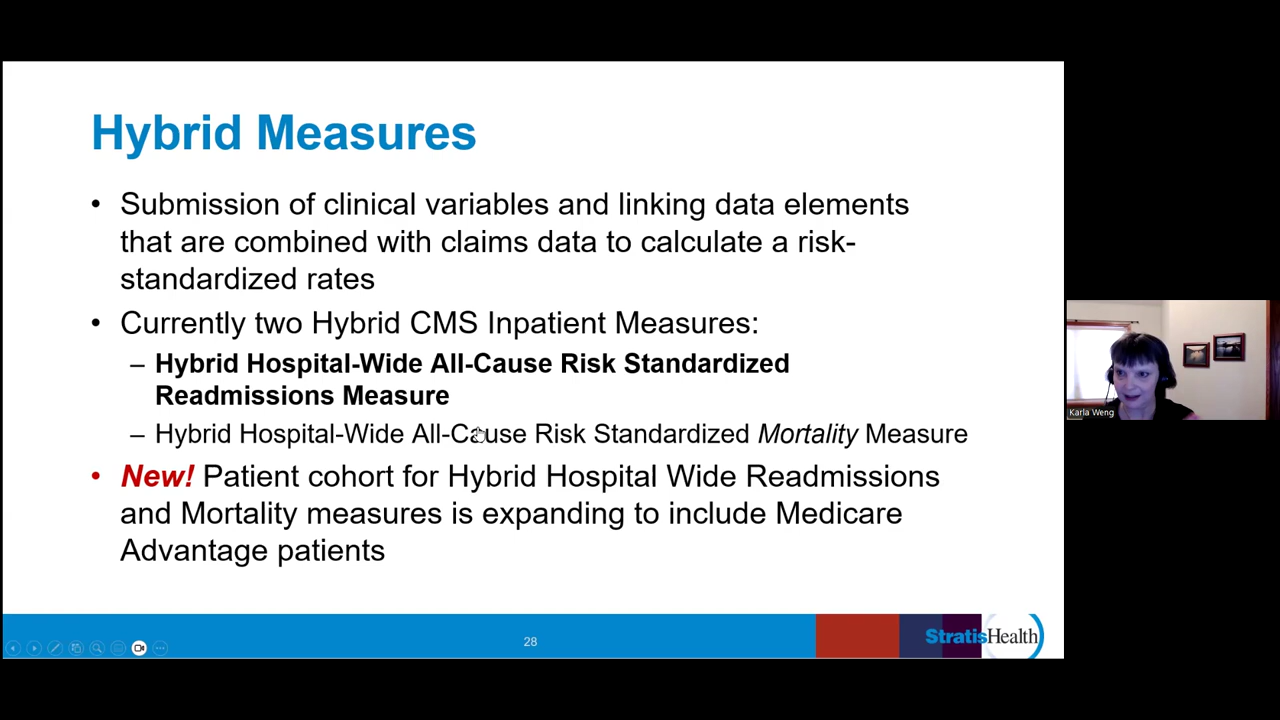 Hybrid Measures
• Submission of clinical variables and linking data elements
that are combined with claims data to calculate a risk-
standardized rates
• Currently two Hybrid CMS Inpatient Measures:
– Hybrid Hospital-Wide All-Cause Risk Standardized
Readmissions Measure
– Hybrid Hospital-Wide All-Cause Risk Standardized Mortality Measure
• New! Patient cohort for Hybrid Hospital Wide Readmissions
and Mortality measures is expanding to include Medicare
Advantage patients
28
StratisHealth
Karla Weng